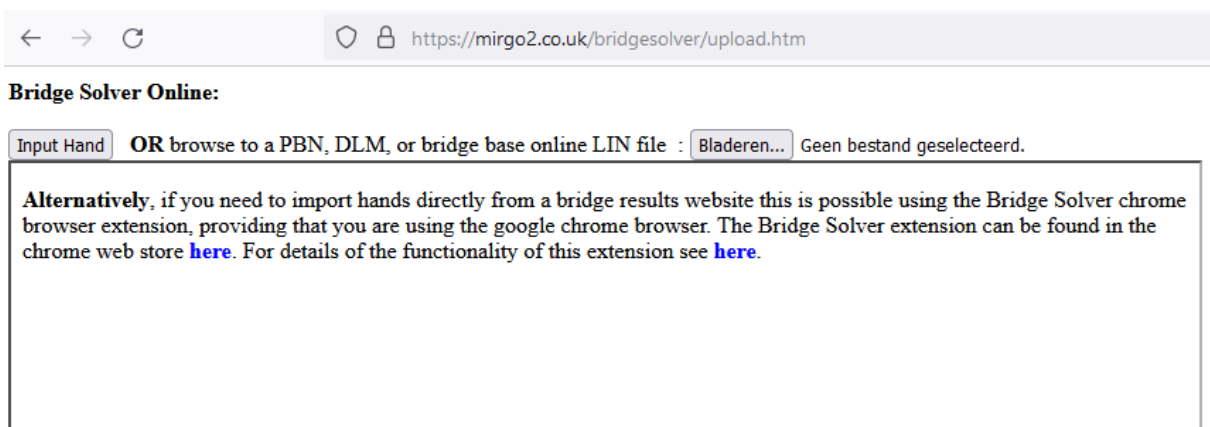 https://mirgo2.co.uk/bridgesolver/upload.htm
Bridge Solver Online:
Input Hand OR browse to a PBN, DLM, or bridge base online LIN file : Bladeren... Geen bestand geselecteerd.
Alternatively, if you need to import hands directly from a bridge results website this is possible using the Bridge Solver chrome
browser extension, providing that you are using the google chrome browser. The Bridge Solver extension can be found in the
chrome web store here. For details of the functionality of this extension see here.